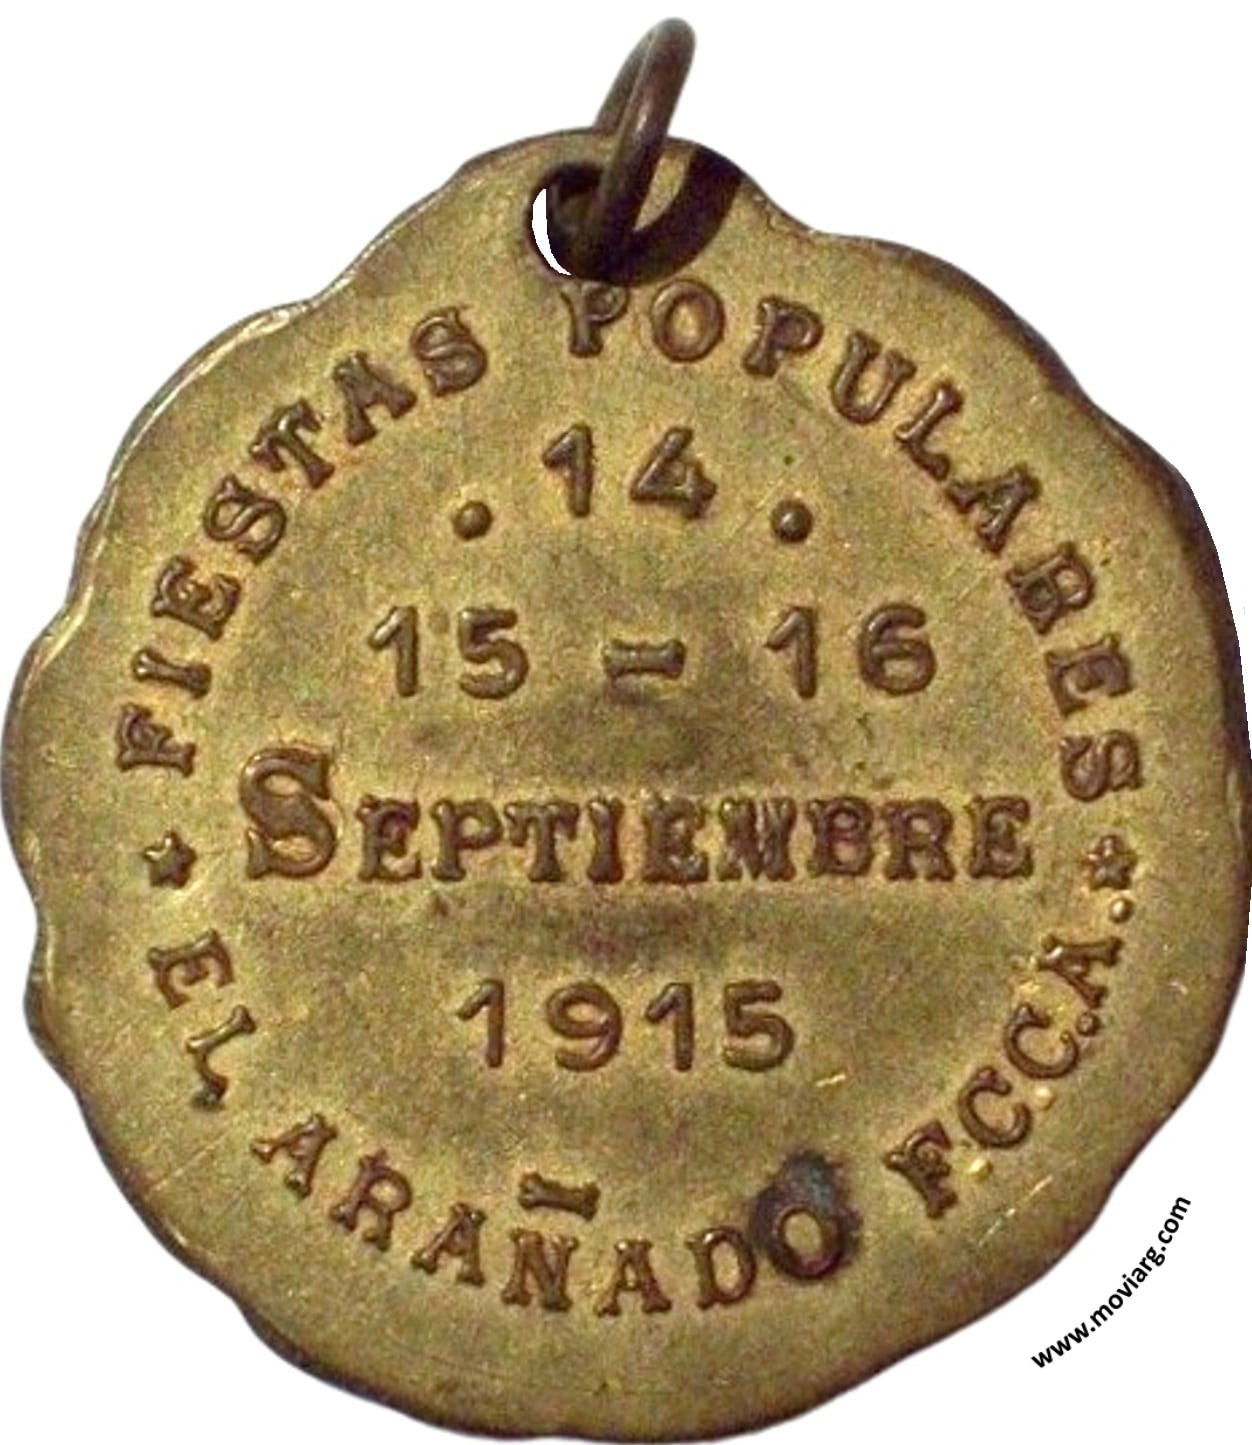 FIESTAS POPULARES
. 14 .
15 = 16
SEPTIEMBRE
1915
EL ARAÑADO F.C.C.A.
www.moviarg.com